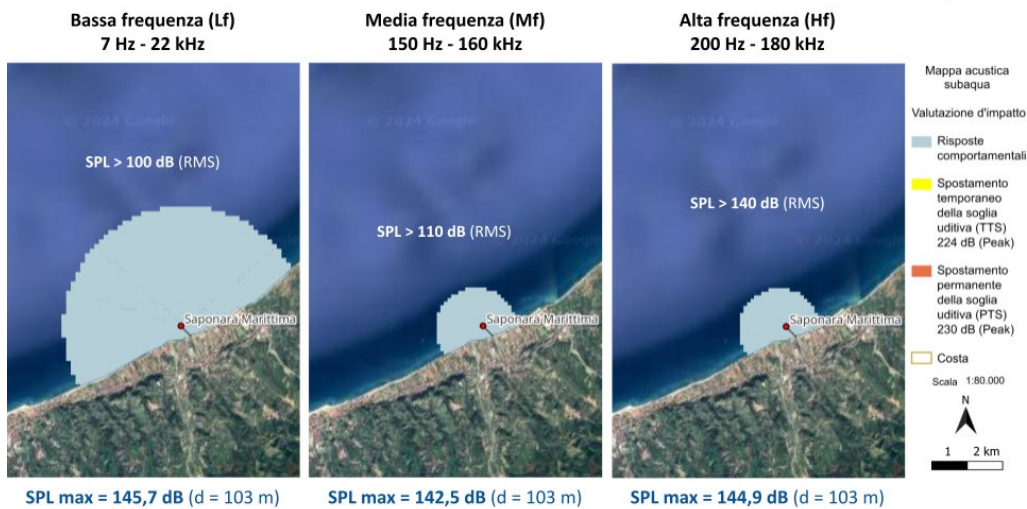 Bassa frequenza (Lf)
7 Hz - 22 kHz
Media frequenza (Mf)
150 Hz - 160 kHz
Alta frequenza (Hf)
200 Hz - 180 kHz
© 2024 Google
SPL > 100 dB (RMS)
Saponara Marittima
© 2024 Google
SPL > 110 dB (RMS)
2024 Google
Saponara Marittima
© 2024 Google
SPL > 140 dB (RMS)
2024 Google
Saponara Marittima
Mappa acustica
subaqua
Valutazione d'impatto
Risposte
comportamentali
Spostamento
temporaneo
della soglia
uditiva (TTS)
224 dB (Peak)
Spostamento
permanente
della soglia
uditiva (PTS)
230 dB (Peak)
Costa
Scala 1:80.000
N
1 2 km
SPL max = 145,7 dB (d = 103 m)
SPL max = 142,5 dB (d = 103 m)
SPL max = 144,9 dB (d = 103 m)